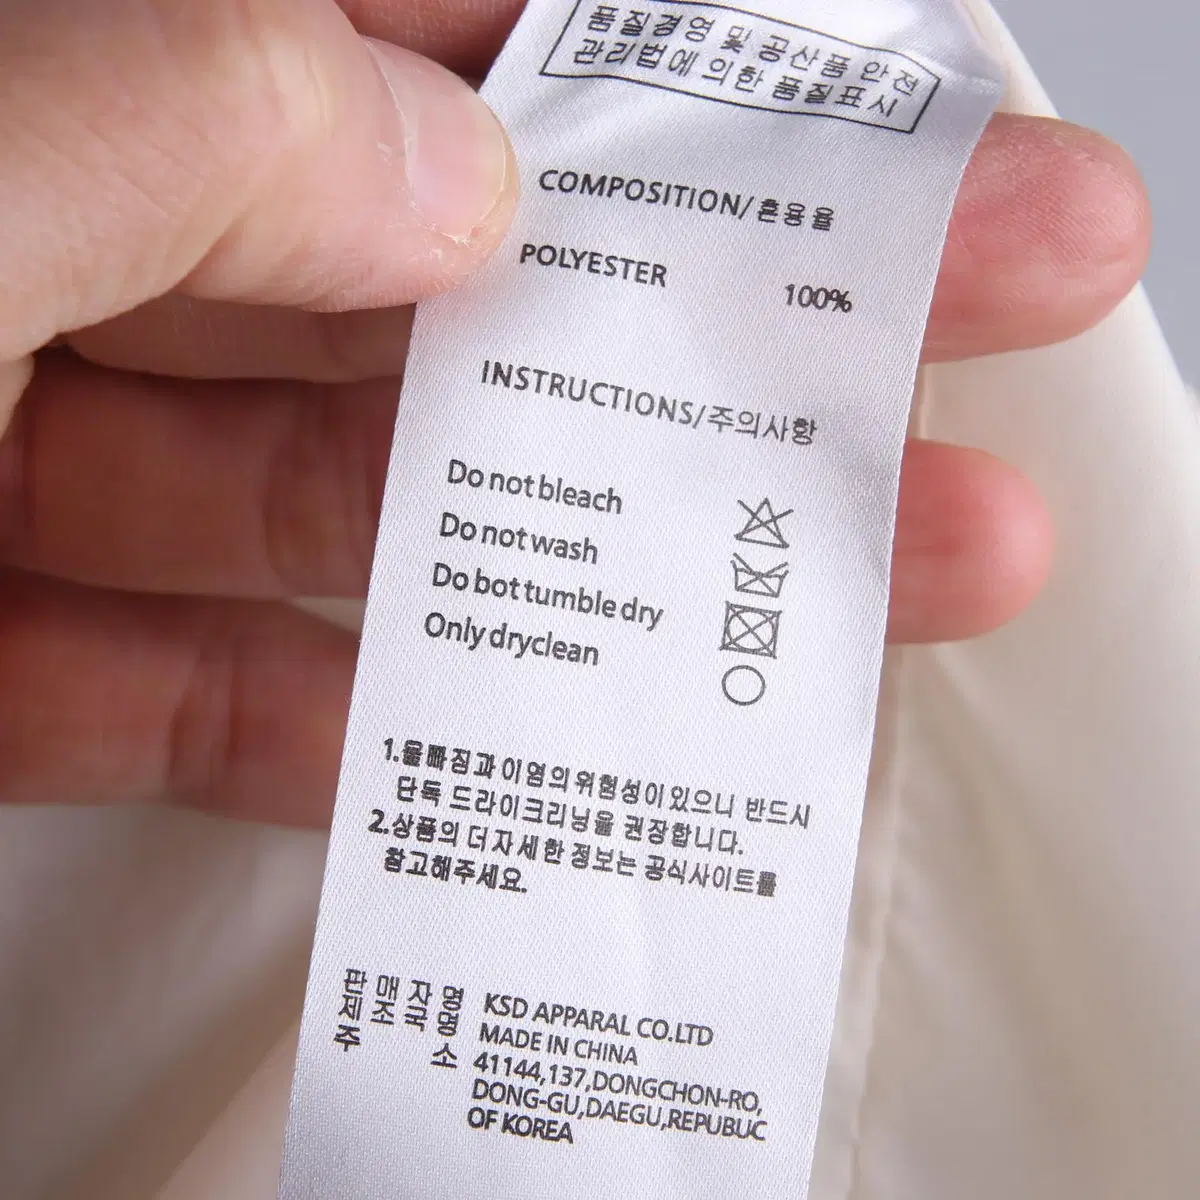 품질경영 및 공산품 안전
관리법에 의한 품질표시
COMPOSITION/혼용율
POLYESTER 100%
INSTRUCTIONS/주의사항
Do not bleach
Do not wash
Do bot tumble dry
Only dryclean
1.물빠짐과 이염의 위험성이 있으니 반드시
단독 드라이크리닝을 권장합니다.
2.상품의 더 자세한 정보는 공식사이트를
참고해주세요.
판매자명 KSD APPARAL CO.LTD
제조국명 MADE IN CHINA
주소 41144,137,DONGCHON-RO,
DONG-GU,DAEGU,REPUBUC
OF KOREA